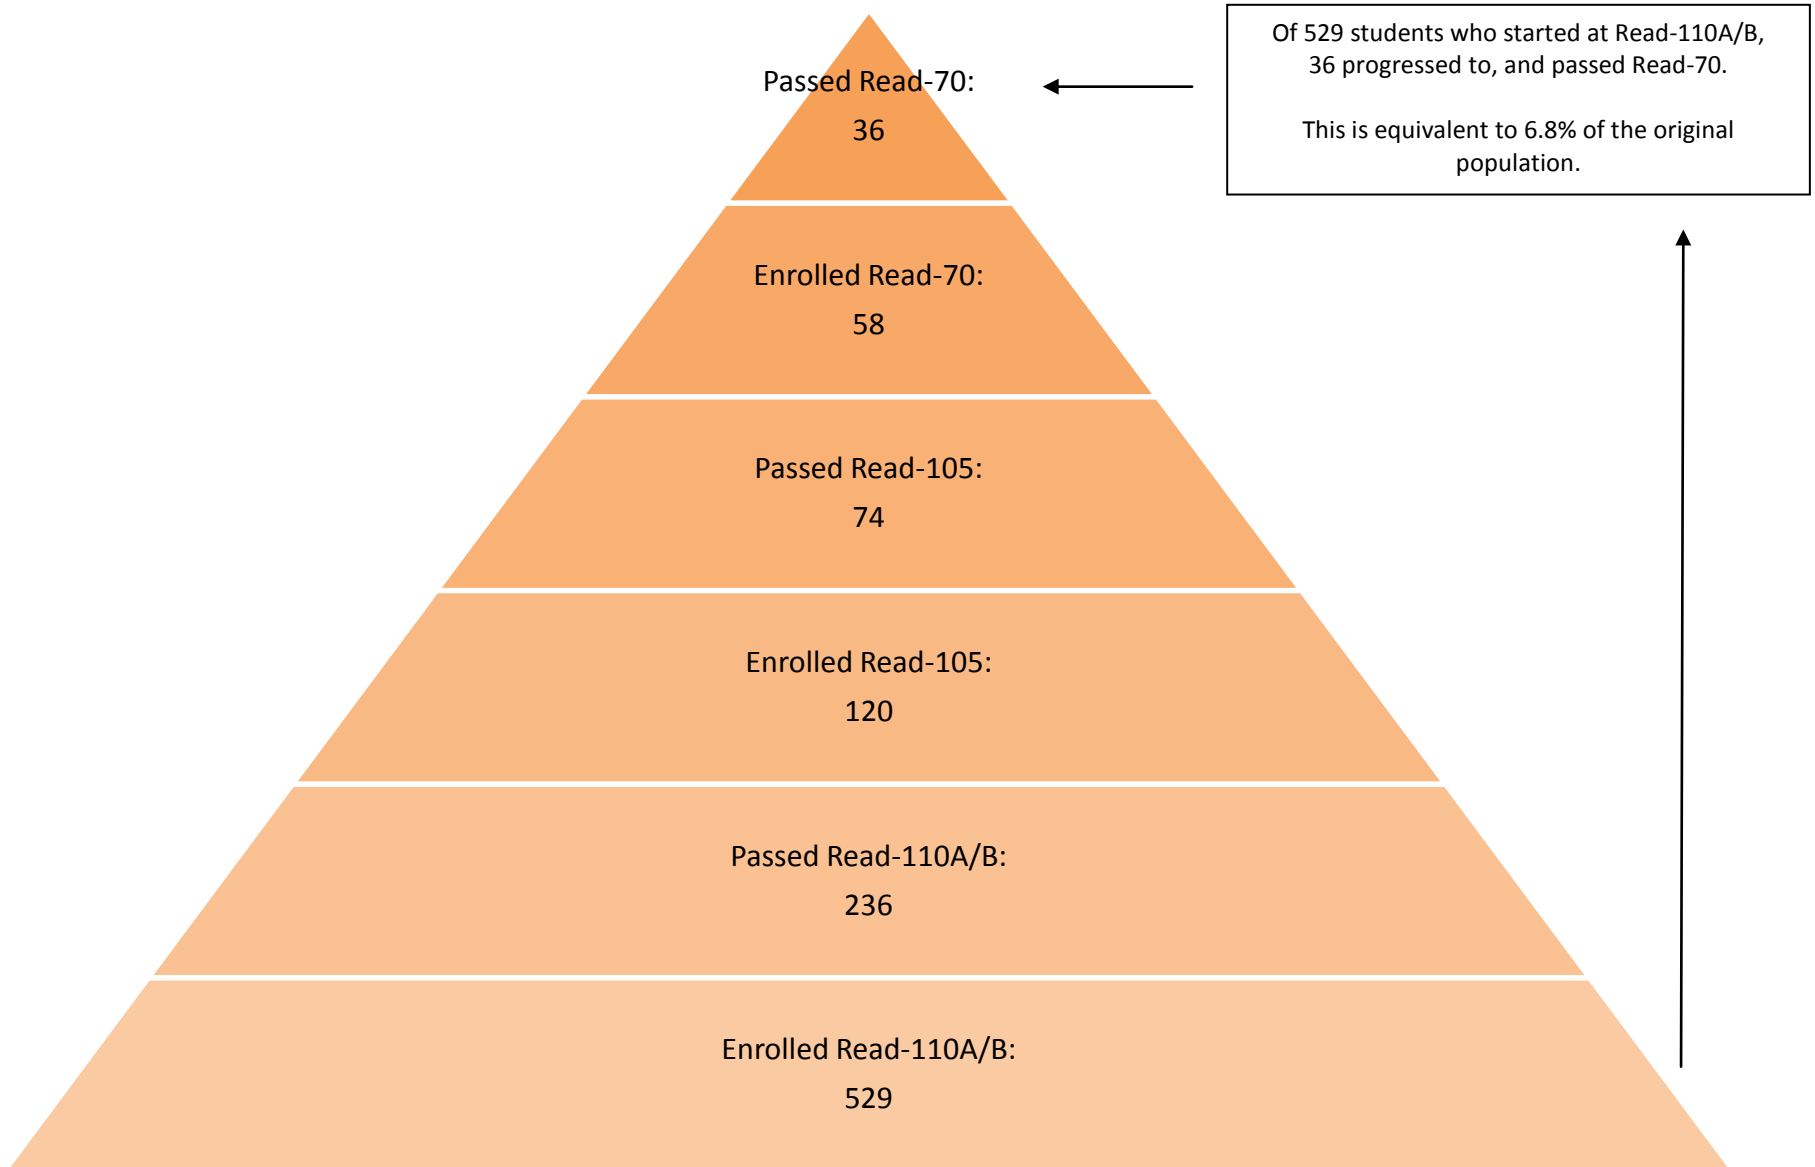 Passed Read-70:
36
Of 529 students who started at Read-110A/B,
36 progressed to, and passed Read-70.
This is equivalent to 6.8% of the original
population.
Enrolled Read-70:
58
Passed Read-105:
74
Enrolled Read-105:
120
Passed Read-110A/B:
236
Enrolled Read-110A/B:
529